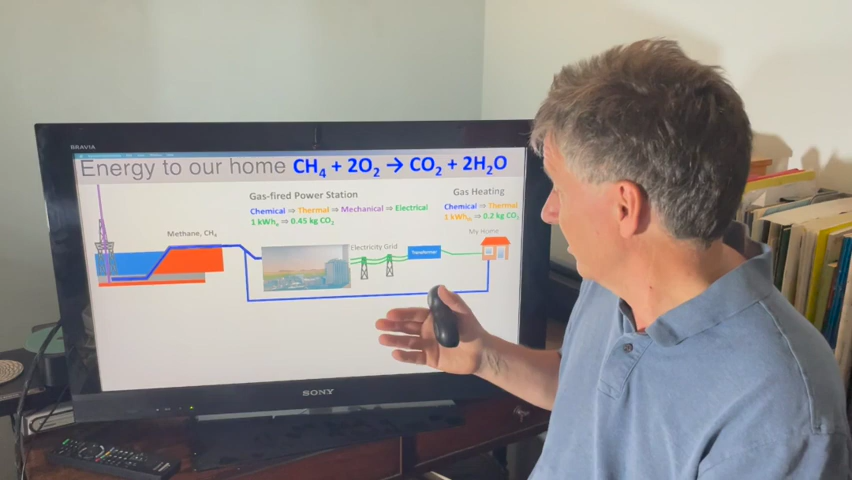 BRAVIA
Energy to our home CH₄ + 2O₂ → CO₂ + 2H₂O
Gas-fired Power Station
Chemical ⇒ Thermal ⇒ Mechanical ⇒ Electrical
1 kWhₑ ⇒ 0.45 kg CO₂
Gas Heating
Chemical ⇒ Thermal
1 kWhₜₕ ⇒ 0.2 kg CO₂
Methane, CH₄
Electricity Grid
Transformer
My Home
SONY